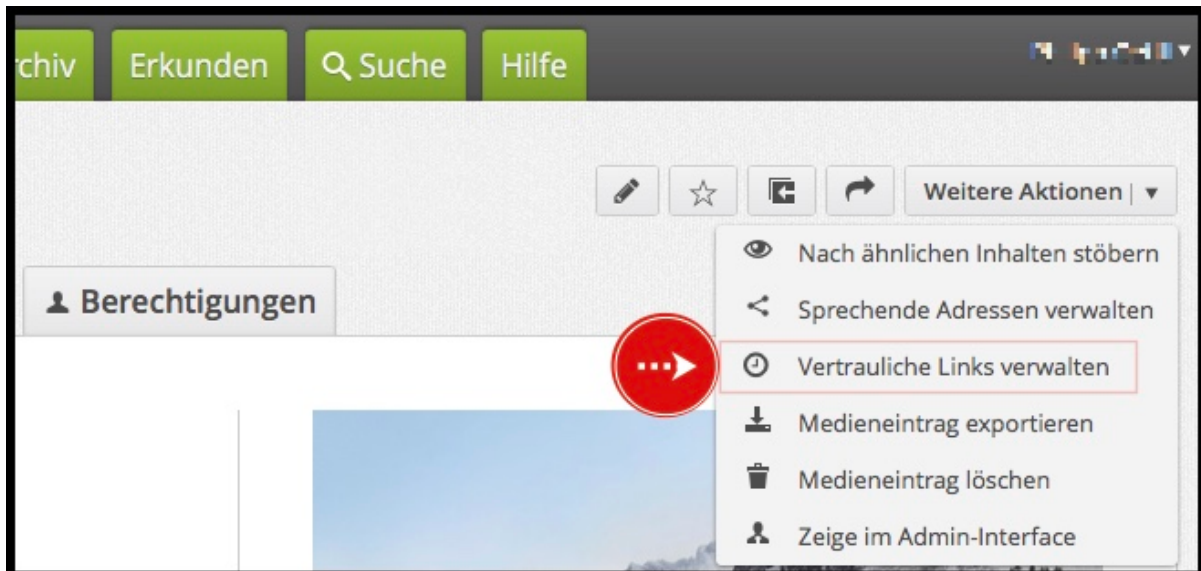 rchiv Erkunden Suche Hilfe
Weitere Aktionen | ▼
Nach ähnlichen Inhalten stöbern
Berechtigungen
Sprechende Adressen verwalten
Vertrauliche Links verwalten
Medieneintrag exportieren
Medieneintrag löschen
Zeige im Admin-Interface